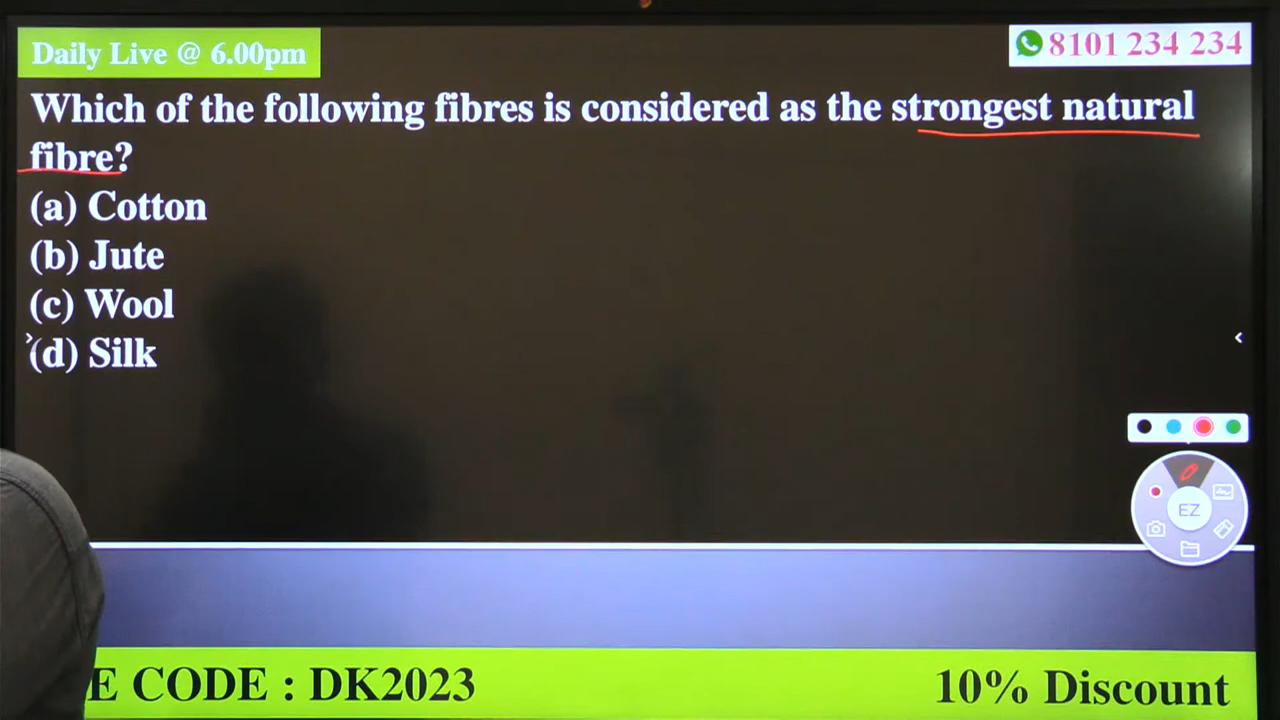 Daily Live @ 6.00pm
8101 234 234
Which of the following fibres is considered as the strongest natural
fibre?
(a) Cotton
(b) Jute
(c) Wool
(d) Silk
EZ
E CODE : DK2023
10% Discount